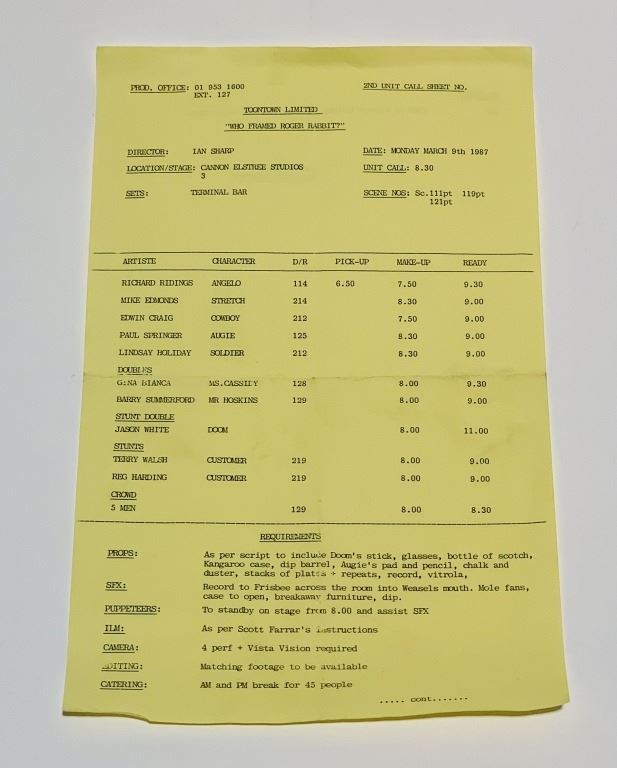 PROD. OFFICE: 01 953 1600 2ND UNIT CALL SHEET NO.
EXT. 127
TOONTOWN LIMITED
"WHO FRAMED ROGER RABBIT?"
DIRECTOR: IAN SHARP DATE: MONDAY MARCH 9th 1987
LOCATION/STAGE: CANNON ELSTREE STUDIOS UNIT CALL: 8.30
3
SETS: TERMINAL BAR SCENE NOS: Sc.111pt 119pt
121pt
ARTISTE CHARACTER D/R PICK-UP MAKE-UP READY
RICHARD RIDINGS ANGELO 114 6.50 7.50 9.30
MIKE EDMONDS STRETCH 214 8.30 9.00
EDWIN CRAIG COWBOY 212 7.50 9.00
PAUL SPRINGER AUGIE 125 8.30 9.00
LINDSAY HOLIDAY SOLDIER 212 8.30 9.00
DOUBLES
GINA BIANCA MS.CASSIDY 128 8.00 9.30
BARRY SUMMERFORD MR HOSKINS 129 8.00 9.00
STUNT DOUBLE
JASON WHITE DOOM 8.00 11.00
STUNTS
TERRY WALSH CUSTOMER 219 8.00 9.00
REG HARDING CUSTOMER 219 8.00 9.00
CROWD
5 MEN 129 8.00 8.30
REQUIREMENTS
PROPS: As per script to include Doom's stick, glasses, bottle of scotch,
Kangaroo case, dip barrel, Augie's pad and pencil, chalk and
duster, stacks of plates + repeats, record, vitrola,
SFX: Record to Frisbee across the room into Weasels mouth. Mole fans,
case to open, breakaway furniture, dip.
PUPPETEERS: To standby on stage from 8.00 and assist SFX
ILM: As per Scott Farrar's instructions
CAMERA: 4 perf + Vista Vision required
EDITING: Matching footage to be available
CATERING: AM and PM break for 45 people
..... cont.......